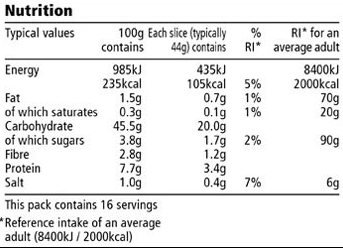 Nutrition
Typical values 100g contains Each slice (typically 44g) contains % RI* RI* for an average adult
Energy 985kJ 435kJ 8400kJ
235kcal 105kcal 5% 2000kcal
Fat 1.5g 0.7g 1% 70g
of which saturates 0.3g 0.1g 1% 20g
Carbohydrate 45.5g 20.0g
of which sugars 3.8g 1.7g 2% 90g
Fibre 2.8g 1.2g
Protein 7.7g 3.4g
Salt 1.0g 0.4g 7% 6g
This pack contains 16 servings
*Reference intake of an average
adult (8400kJ / 2000kcal)